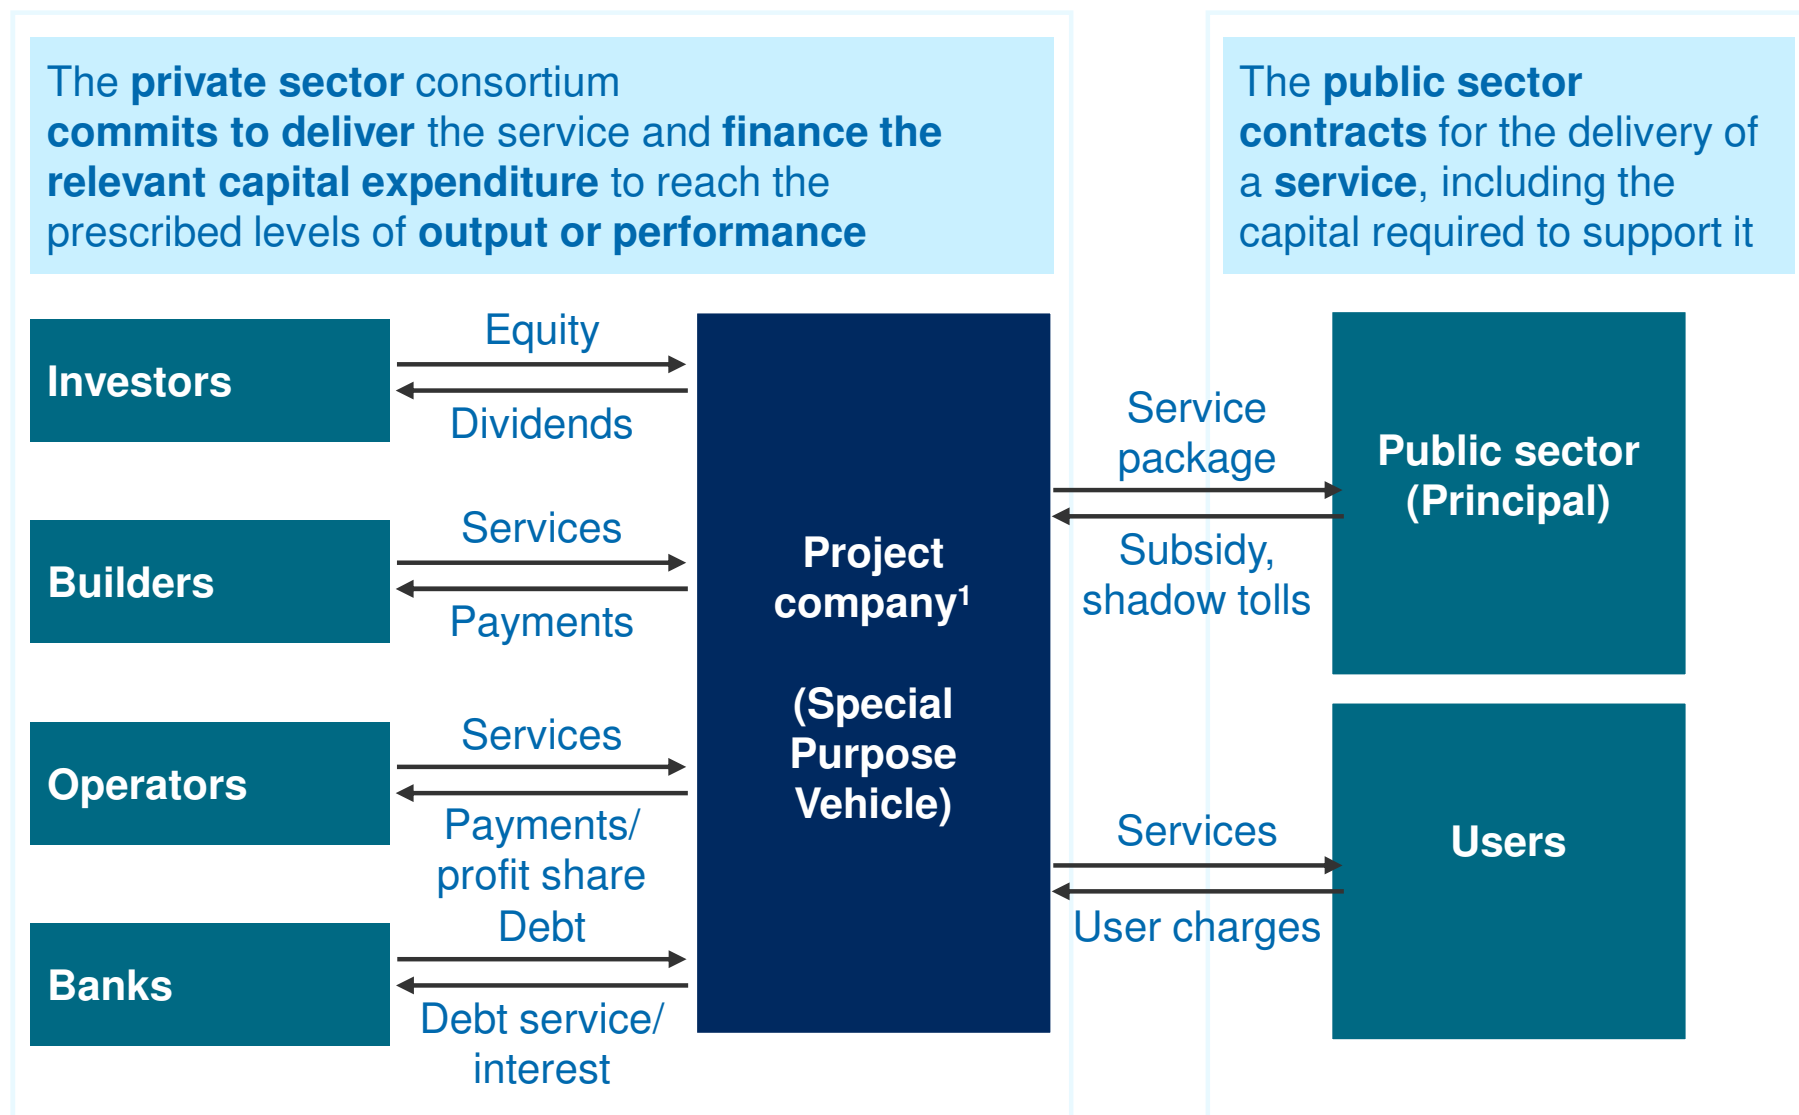 The private sector consortium
commits to deliver the service and finance the
relevant capital expenditure to reach the
prescribed levels of output or performance
The public sector
contracts for the delivery of
a service, including the
capital required to support it
Investors
Equity
Dividends
Builders
Services
Payments
Operators
Services
Payments/
profit share
Banks
Debt
Debt service/
interest
Project
company¹
(Special
Purpose
Vehicle)
Service
package
Subsidy,
shadow tolls
Public sector
(Principal)
Services
User charges
Users